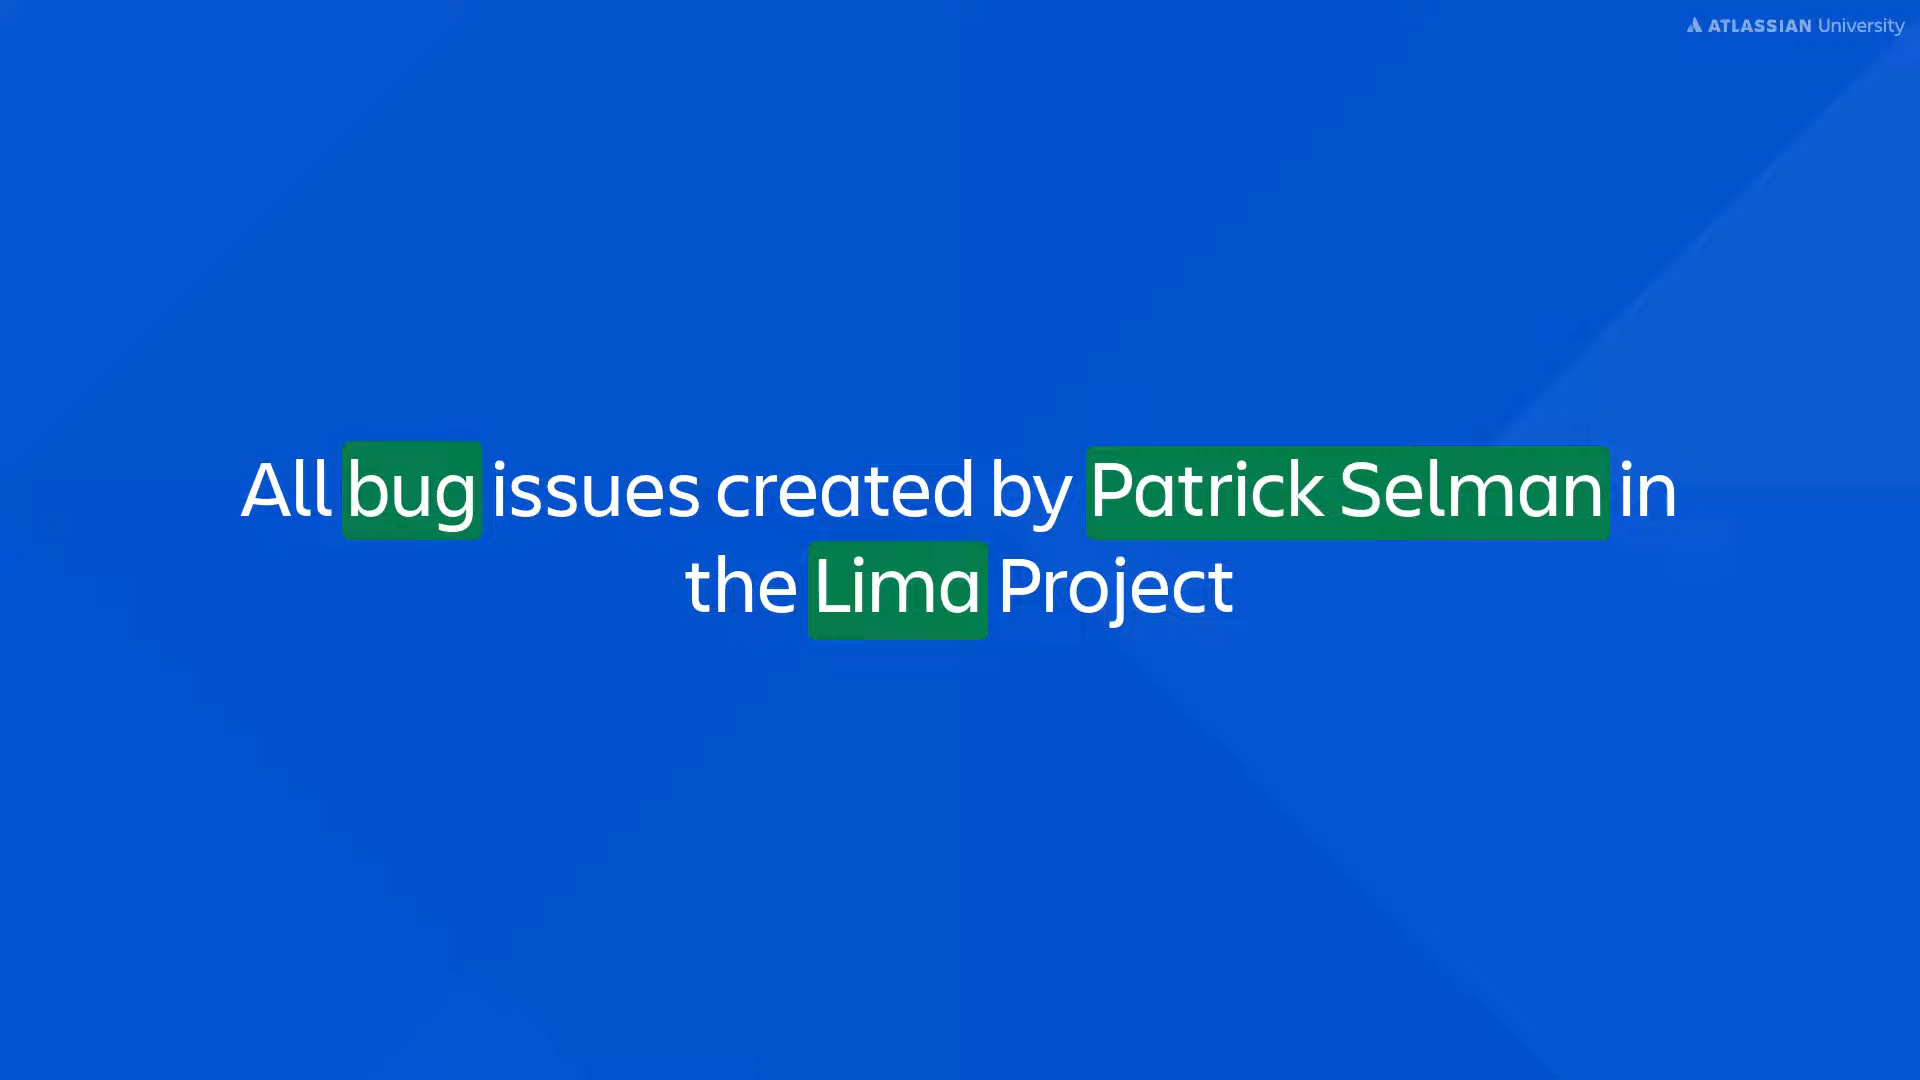 ATLASSIAN University
All bug issues created by Patrick Selman in
the Lima Project